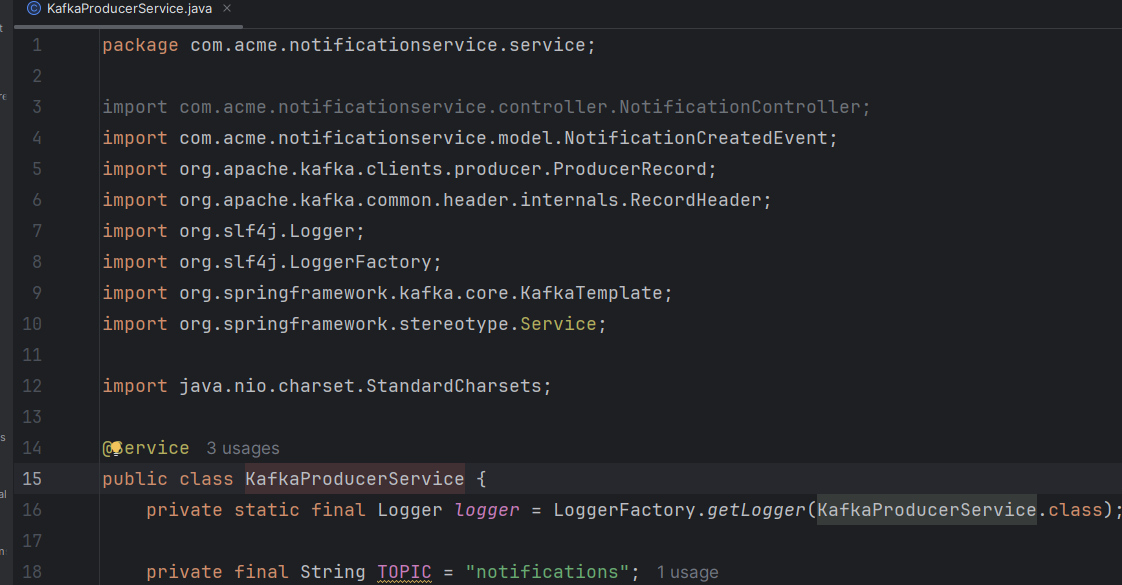 KafkaProducerService.java
1 package com.acme.notificationservice.service;
2
3 import com.acme.notificationservice.controller.NotificationController;
4 import com.acme.notificationservice.model.NotificationCreatedEvent;
5 import org.apache.kafka.clients.producer.ProducerRecord;
6 import org.apache.kafka.common.header.internals.RecordHeader;
7 import org.slf4j.Logger;
8 import org.slf4j.LoggerFactory;
9 import org.springframework.kafka.core.KafkaTemplate;
10 import org.springframework.stereotype.Service;
11
12 import java.nio.charset.StandardCharsets;
13
14 @Service 3 usages
15 public class KafkaProducerService {
16 private static final Logger logger = LoggerFactory.getLogger(KafkaProducerService.class);
17
18 private final String TOPIC = "notifications"; 1 usage